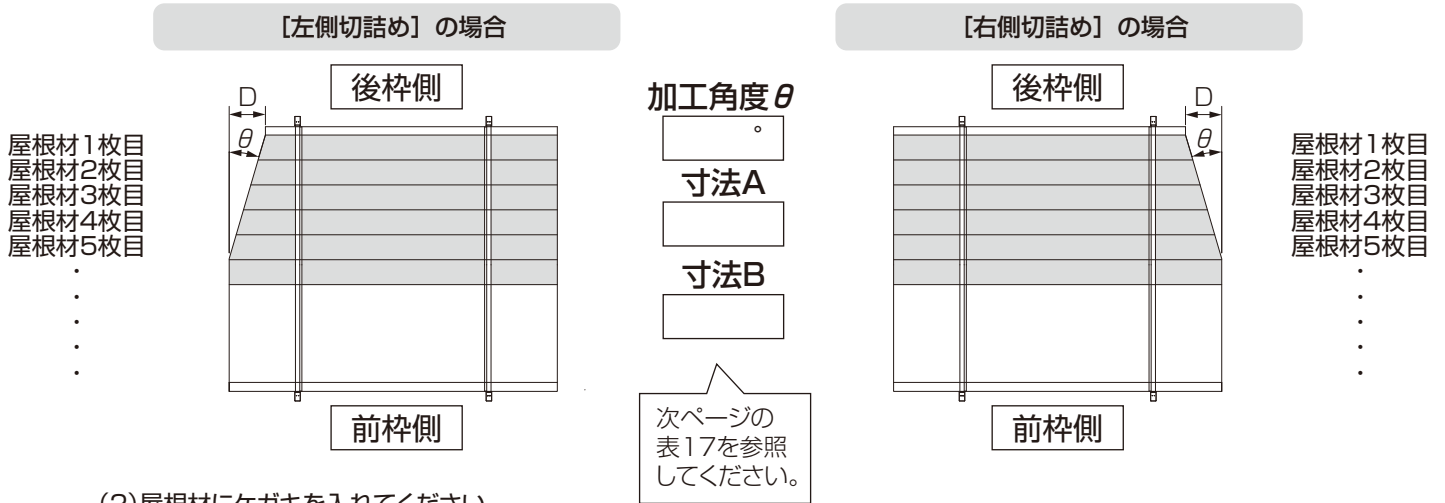 ［左側切詰め］の場合
後枠側
D
θ
屋根材1枚目
屋根材2枚目
屋根材3枚目
屋根材4枚目
屋根材5枚目
・
・
・
・
・
前枠側
加工角度θ
°
寸法A
寸法B
次ページの
表17を参照
してください。
［右側切詰め］の場合
後枠側
D
θ
屋根材1枚目
屋根材2枚目
屋根材3枚目
屋根材4枚目
屋根材5枚目
・
・
・
・
・
前枠側